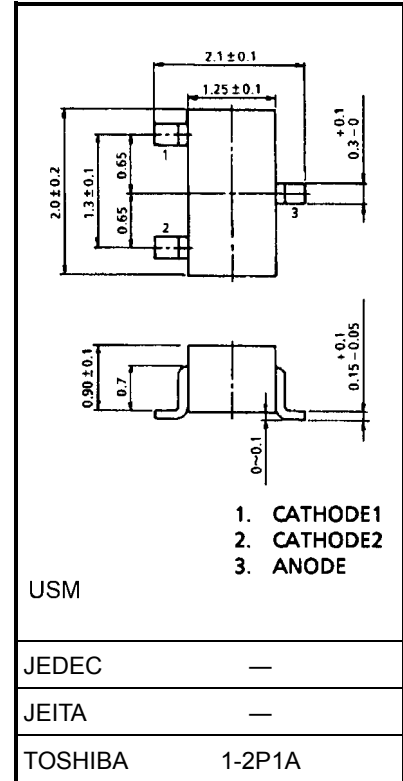 2.1±0.1
1.25±0.1
+0.1
0.3−0
2.0±0.2
1.3±0.1
0.65
0.65
1
2
3
0.90±0.1
0.7
+0.1
0.15−0.05
0~0.1
1. CATHODE1
2. CATHODE2
3. ANODE
USM
JEDEC —
JEITA —
TOSHIBA 1-2P1A